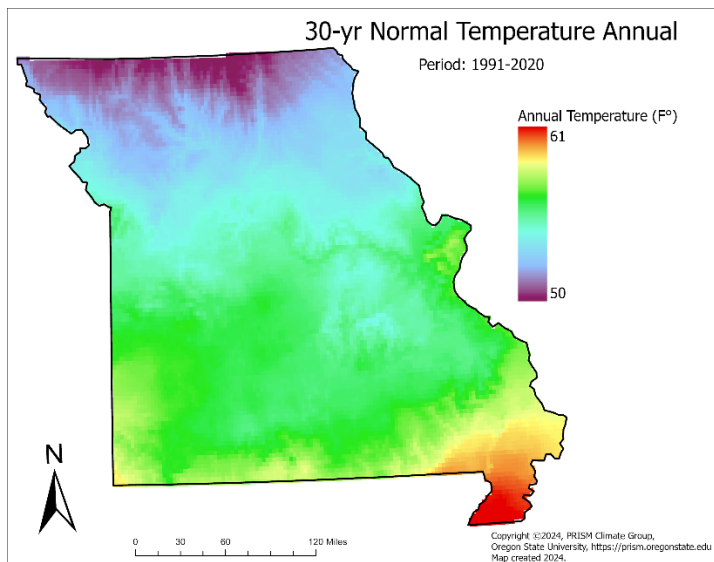 30-yr Normal Temperature Annual
Period: 1991-2020
Annual Temperature (F°)
61
50
N
0 30 60 120 Miles
Copyright ©2024, PRISM Climate Group,
Oregon State University, https://prism.oregonstate.edu
Map created 2024.